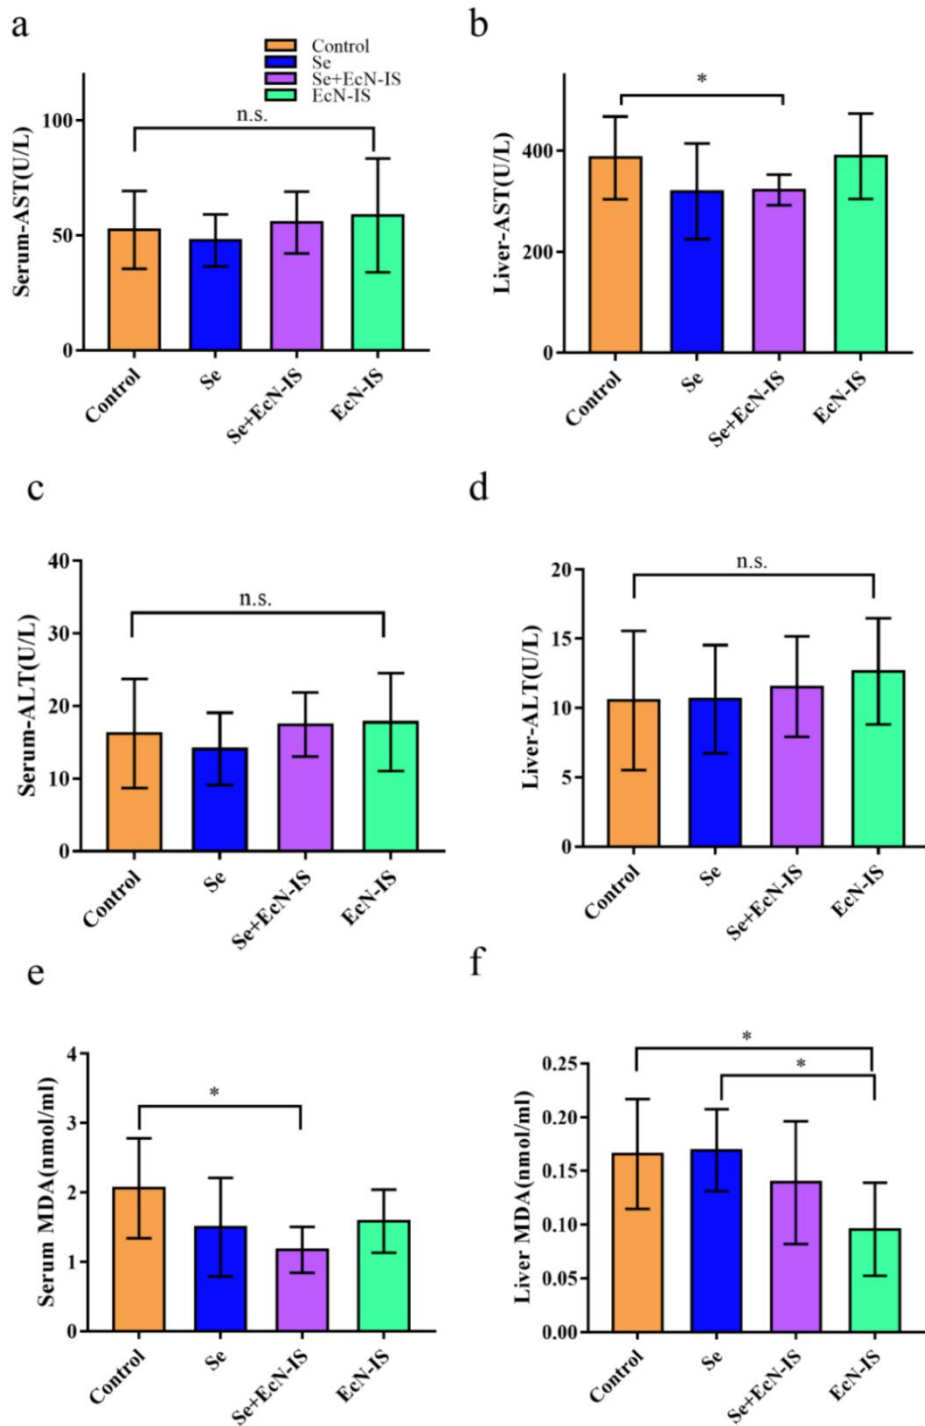 a
Control
Se
Se+EcN-IS
EcN-IS
Serum-AST(U/L)
100
50
0
n.s.
Control
Se
Se+EcN-IS
EcN-IS
b
Liver-AST(U/L)
400
200
0
*
Control
Se
Se+EcN-IS
EcN-IS
c
Serum-ALT(U/L)
40
30
20
10
0
n.s.
Control
Se
Se+EcN-IS
EcN-IS
d
Liver-ALT(U/L)
20
15
10
5
0
n.s.
Control
Se
Se+EcN-IS
EcN-IS
e
Serum MDA(nmol/ml)
4
3
2
1
0
*
Control
Se
Se+EcN-IS
EcN-IS
f
Liver MDA(nmol/ml)
0.25
0.20
0.15
0.10
0.05
0.00
*
*
Control
Se
Se+EcN-IS
EcN-IS